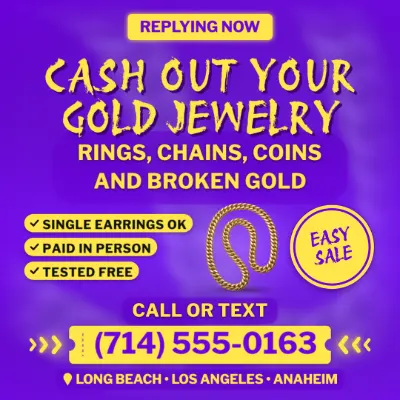 REPLYING NOW
CASH OUT YOUR
GOLD JEWELRY
RINGS, CHAINS, COINS
AND BROKEN GOLD
✓ SINGLE EARRINGS OK
✓ PAID IN PERSON
✓ TESTED FREE
EASY
SALE
CALL OR TEXT
(714) 555-0163
LONG BEACH • LOS ANGELES • ANAHEIM